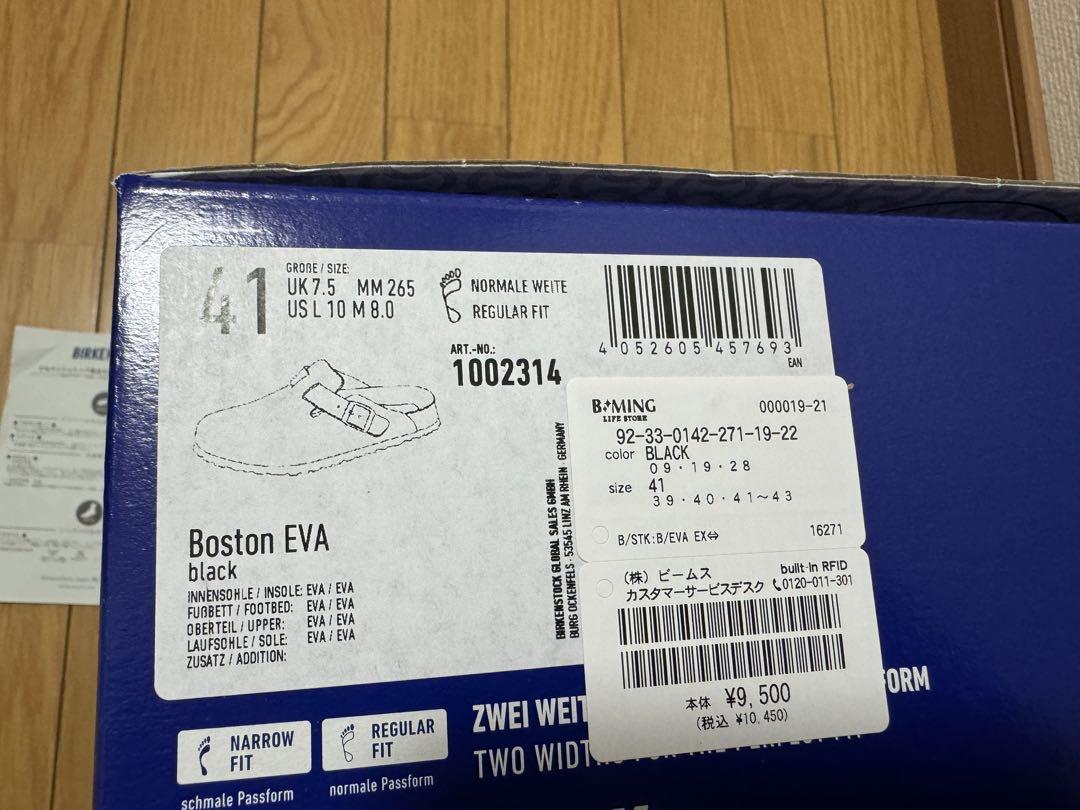 41
GRÖBE / SIZE:
UK 7.5 MM 265
US L 10 M 8.0
NORMALE WEITE
REGULAR FIT
4 052605 457693
EAN
ART.-NO.:
1002314
Boston EVA
black
INNENSOHLE / INSOLE: EVA / EVA
FUßBETT / FOOTBED: EVA / EVA
OBERTEIL / UPPER: EVA / EVA
LAUFSOHLE / SOLE: EVA / EVA
ZUSATZ / ADDITION:
BIRKENSTOCK GLOBAL SALES GMBH
BURG OCKENFELS · 53545 LINZ AM RHEIN · GERMANY
B:MING
LIFE STORE
000019-21
92-33-0142-271-19-22
color BLACK
09・19・28
size 41
39・40・41～43
B/STK:B/EVA EX⇔
16271
(株) ビームス
built-in RFID
カスタマーサービスデスク 0120-011-301
本体 ¥9,500
(税込 ¥10,450)
NARROW
FIT
schmale Passform
REGULAR
FIT
normale Passform
ZWEI WEIT
FORM
TWO WIDTHS